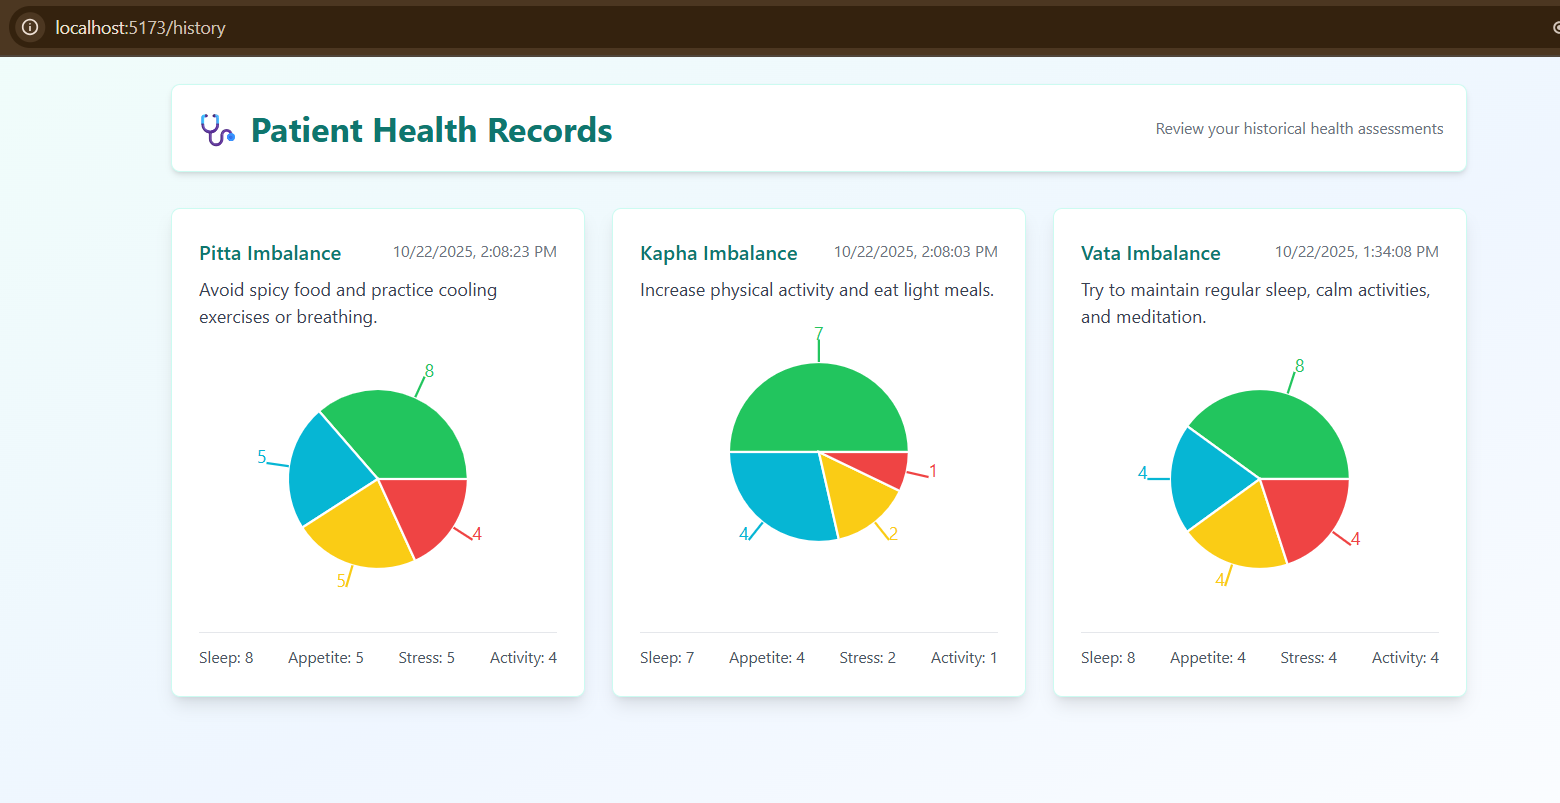 localhost:5173/history
Patient Health Records
Review your historical health assessments
Pitta Imbalance
10/22/2025, 2:08:23 PM
Avoid spicy food and practice cooling
exercises or breathing.
8
5
5
4
Sleep: 8 Appetite: 5 Stress: 5 Activity: 4
Kapha Imbalance
10/22/2025, 2:08:03 PM
Increase physical activity and eat light meals.
7
1
4
2
Sleep: 7 Appetite: 4 Stress: 2 Activity: 1
Vata Imbalance
10/22/2025, 1:34:08 PM
Try to maintain regular sleep, calm activities,
and meditation.
8
4
4
4
Sleep: 8 Appetite: 4 Stress: 4 Activity: 4